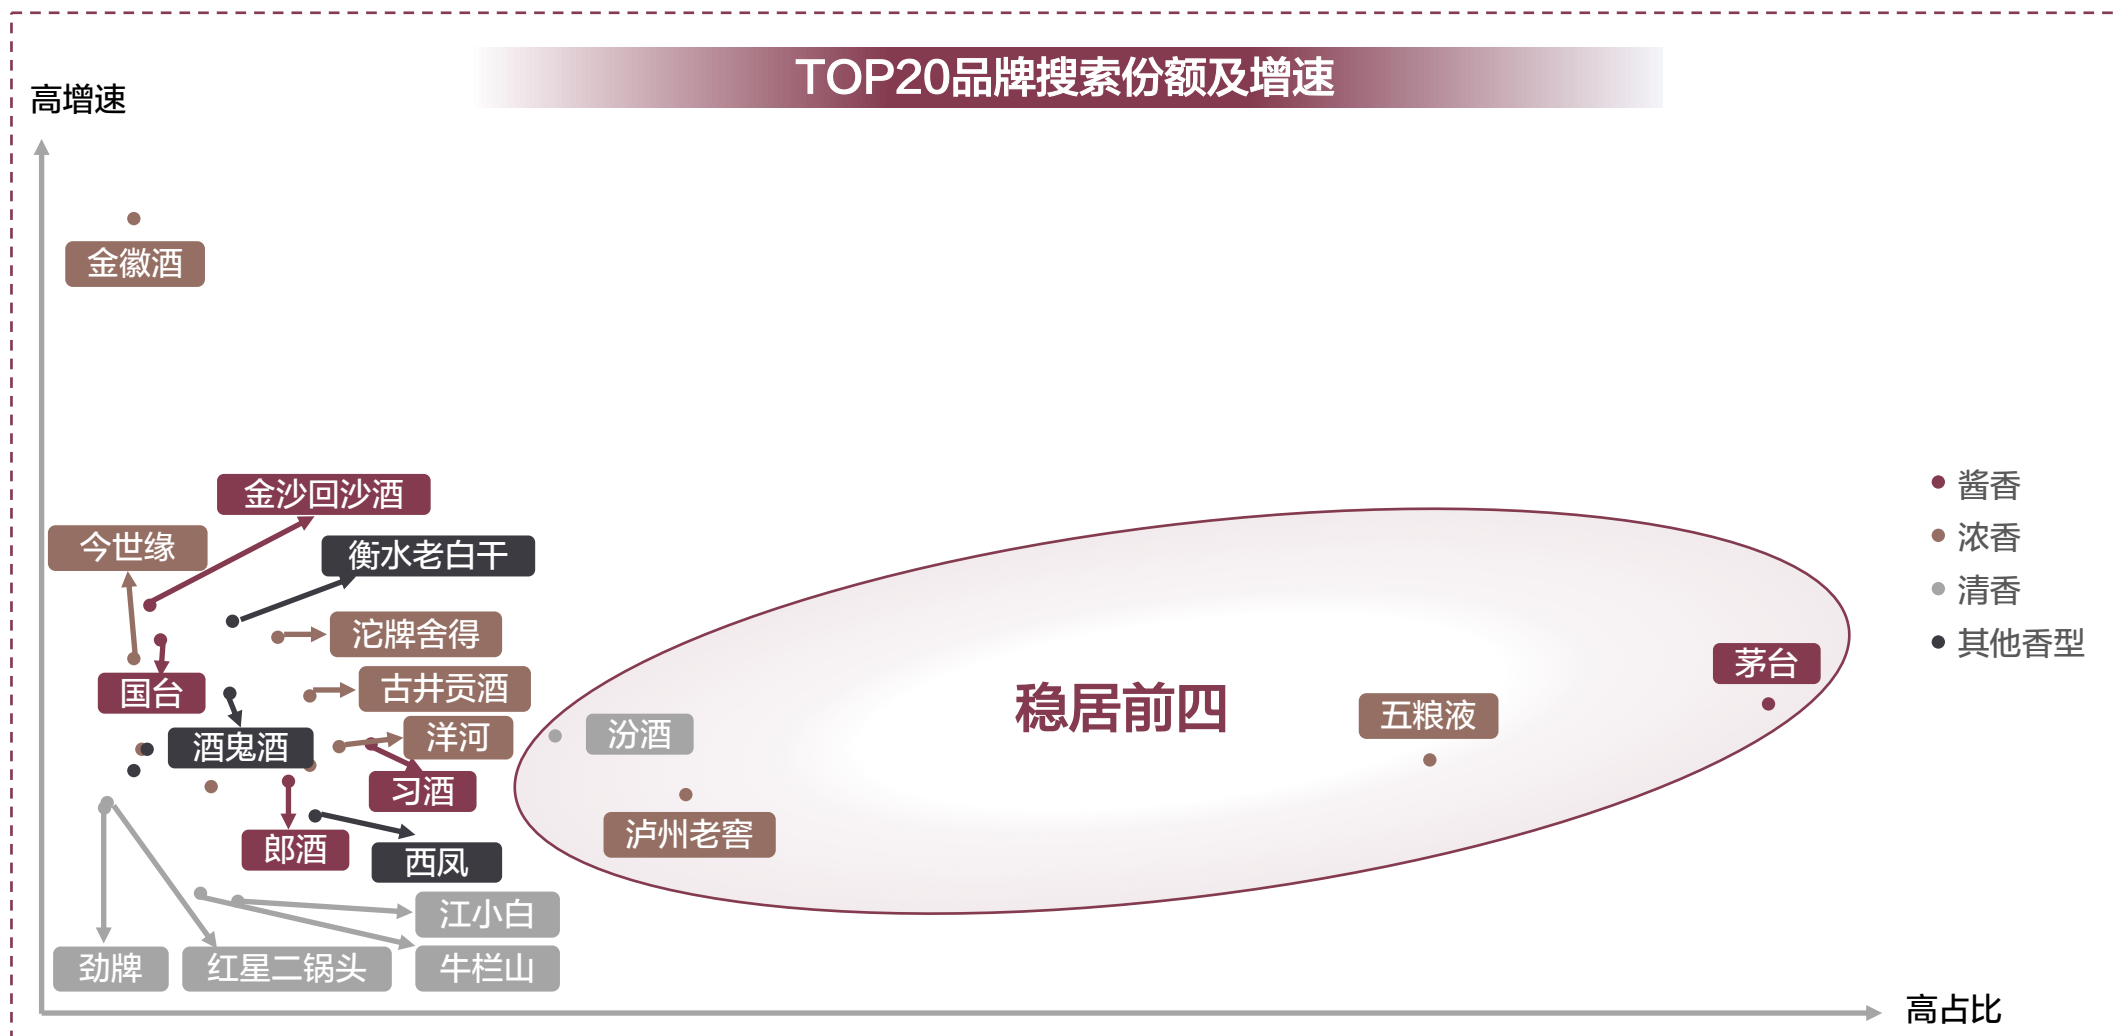 TOP20品牌搜索份额及增速
高增速
金徽酒
金沙回沙酒
今世缘
衡水老白干
沱牌舍得
国台
古井贡酒
酒鬼酒
洋河
习酒
郎酒
西凤
江小白
劲牌
红星二锅头
牛栏山
汾酒
泸州老窖
稳居前四
五粮液
茅台
酱香
浓香
清香
其他香型
高占比